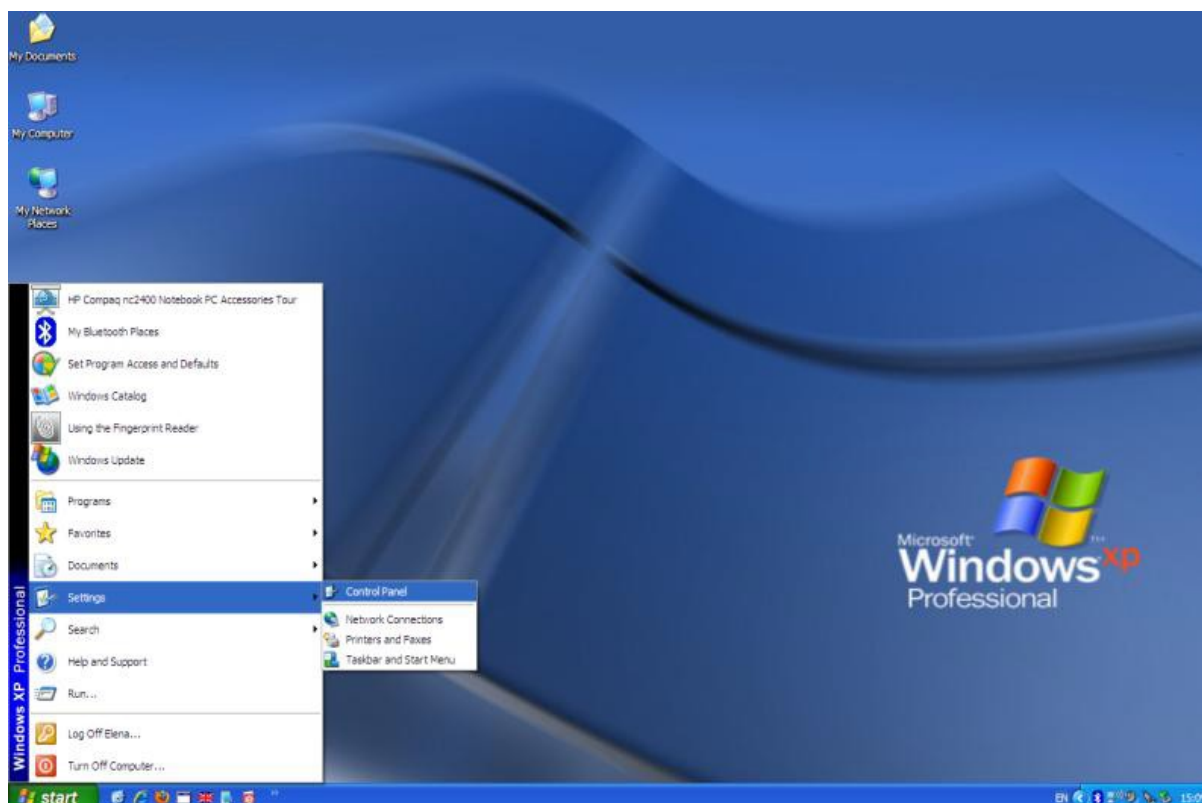 My Documents
My Computer
My Network
Places
HP Compaq nc2400 Notebook PC Accessories Tour
My Bluetooth Places
Set Program Access and Defaults
Windows Catalog
Using the Fingerprint Reader
Windows Update
Programs
Favorites
Documents
Settings
Search
Help and Support
Run...
Log Off Elena...
Turn Off Computer...
Windows XP Professional
Control Panel
Network Connections
Printers and Faxes
Taskbar and Start Menu
Microsoft
Windows xp
Professional
start
EN